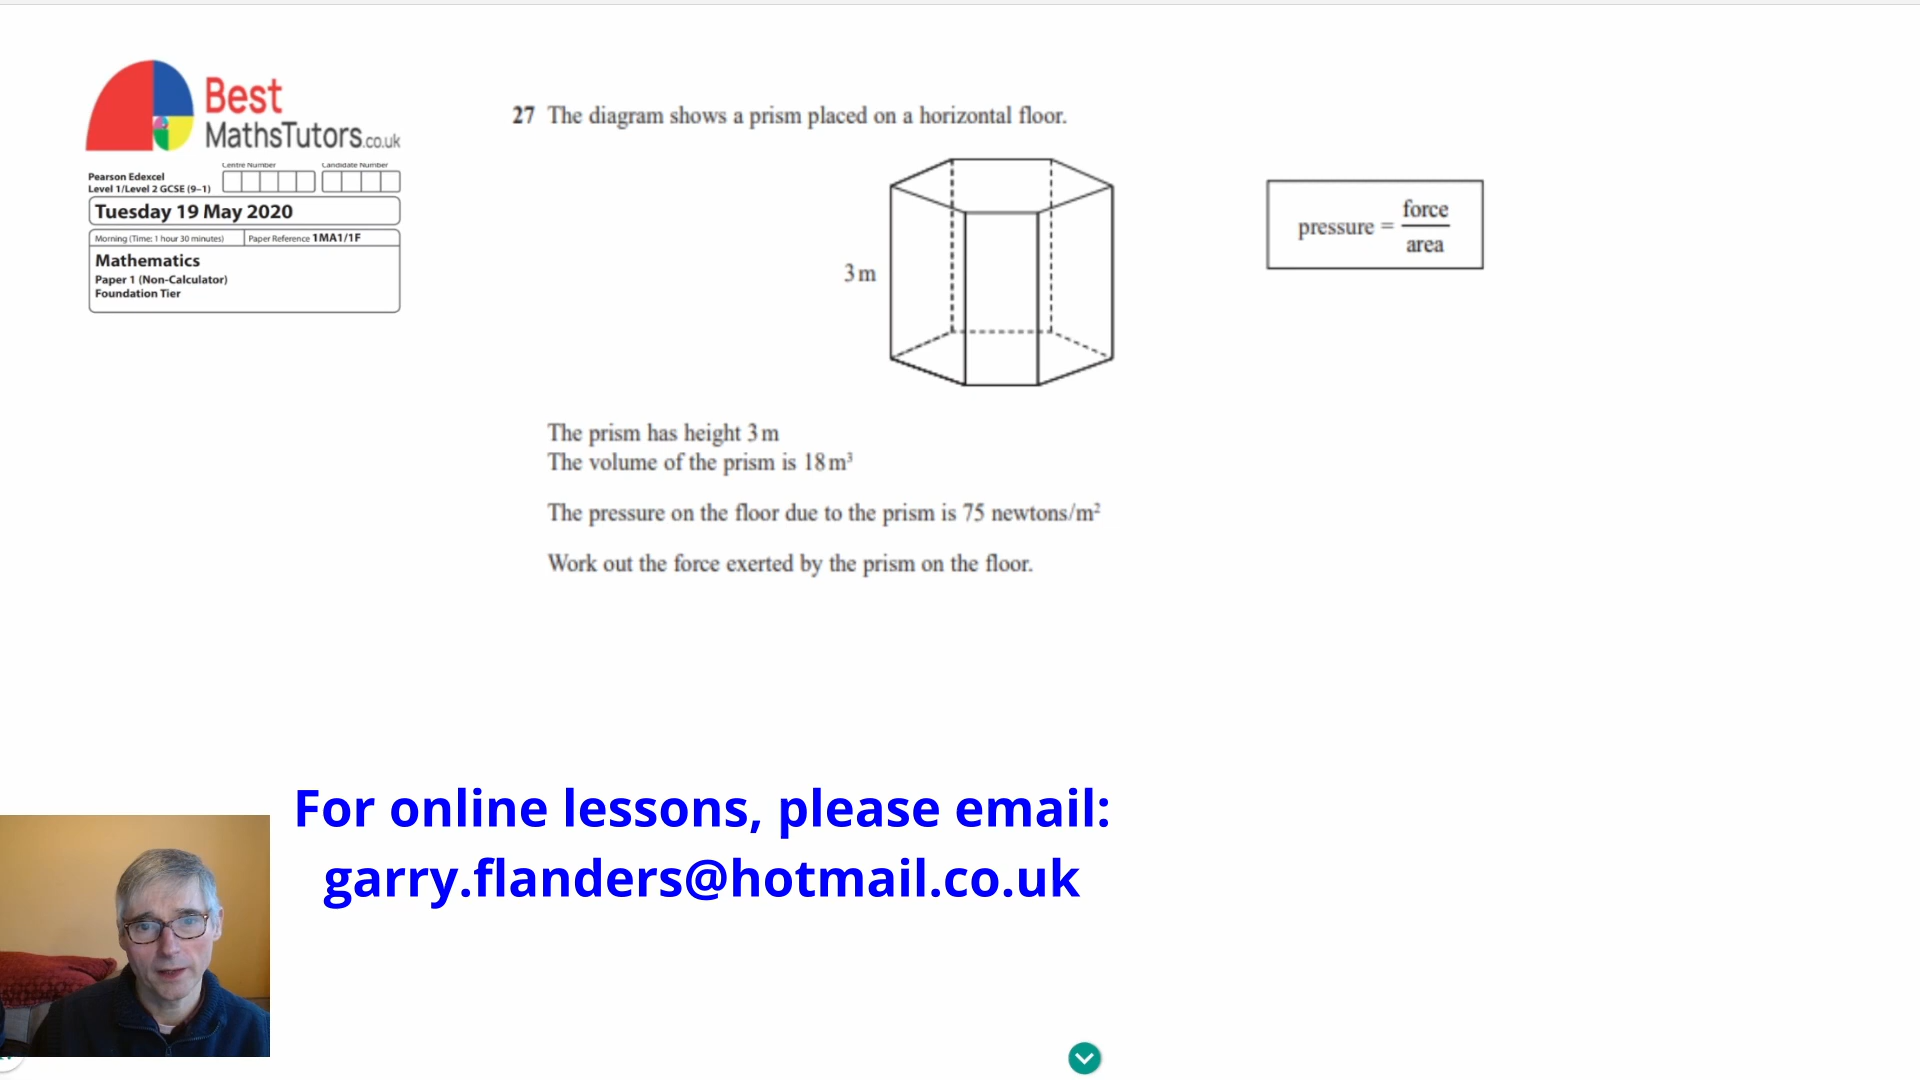 Best
MathsTutors.co.uk
Centre Number
Candidate Number
Pearson Edexcel
Level 1/Level 2 GCSE (9–1)
Tuesday 19 May 2020
Morning (Time: 1 hour 30 minutes)
Paper Reference 1MA1/1F
Mathematics
Paper 1 (Non-Calculator)
Foundation Tier
27 The diagram shows a prism placed on a horizontal floor.
3 m
pressure = force
area
The prism has height 3 m
The volume of the prism is 18 m³
The pressure on the floor due to the prism is 75 newtons/m²
Work out the force exerted by the prism on the floor.
For online lessons, please email:
garry.flanders@hotmail.co.uk